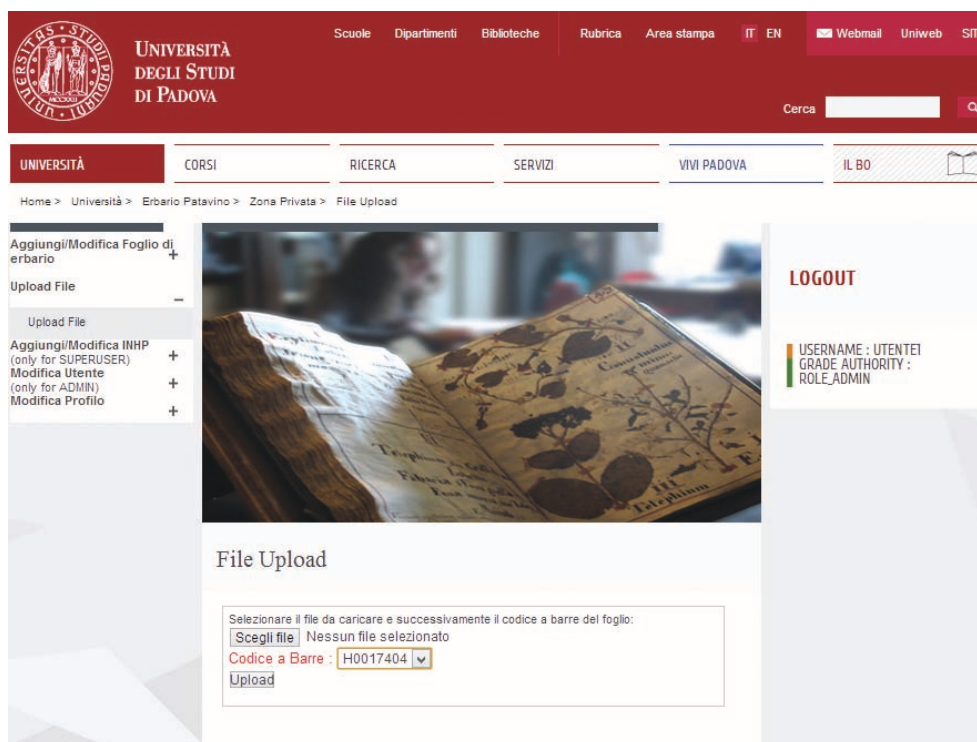 UNIVERSITÀ
DEGLI STUDI
DI PADOVA
Scuole Dipartimenti Biblioteche Rubrica Area stampa IT EN Webmail Uniweb
Cerca
UNIVERSITÀ CORSI RICERCA SERVIZI VIVI PADOVA IL BO
Home > Università > Erbario Patavino > Zona Privata > File Upload
Aggiungi/Modifica Foglio di
erbario +
Upload File
–
Upload File
Aggiungi/Modifica INHP
(only for SUPERUSER) +
Modifica Utente
(only for ADMIN) +
Modifica Profilo
+
III
Telephium
LOGOUT
USERNAME : UTENTE1
GRADE AUTHORITY :
ROLE_ADMIN
File Upload
Selezionare il file da caricare e successivamente il codice a barre del foglio:
Scegli file Nessun file selezionato
Codice a Barre : H0017404
Upload